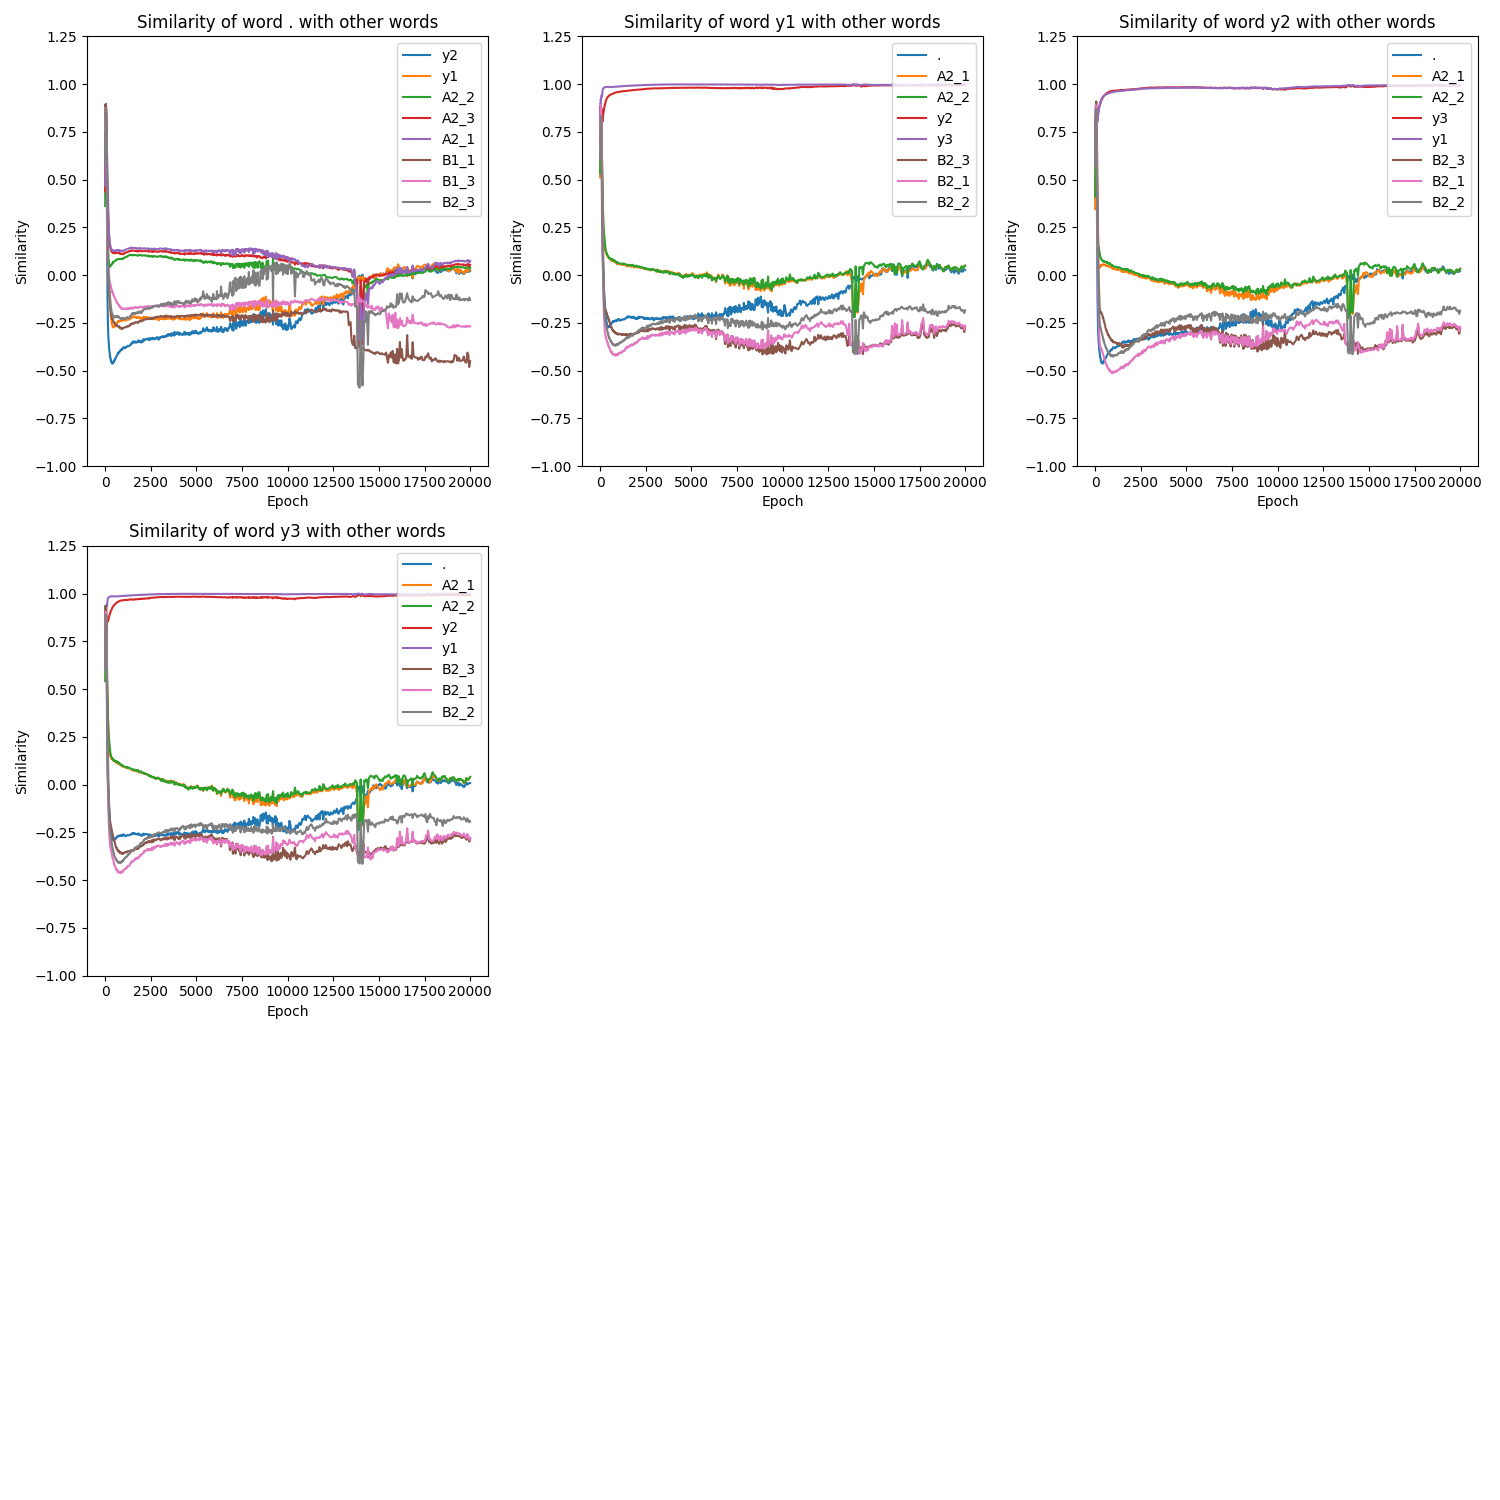 Similarity of word . with other words
1.25
1.00
0.75
0.50
0.25
0.00
−0.25
−0.50
−0.75
−1.00
Similarity
0 2500 5000 7500 10000 12500 15000 17500 20000
Epoch
y2
y1
A2_2
A2_3
A2_1
B1_1
B1_3
B2_3
Similarity of word y1 with other words
1.25
1.00
0.75
0.50
0.25
0.00
−0.25
−0.50
−0.75
−1.00
Similarity
0 2500 5000 7500 10000 12500 15000 17500 20000
Epoch
.
A2_1
A2_2
y2
y3
B2_3
B2_1
B2_2
Similarity of word y2 with other words
1.25
1.00
0.75
0.50
0.25
0.00
−0.25
−0.50
−0.75
−1.00
Similarity
0 2500 5000 7500 10000 12500 15000 17500 20000
Epoch
.
A2_1
A2_2
y3
y1
B2_3
B2_1
B2_2
Similarity of word y3 with other words
1.25
1.00
0.75
0.50
0.25
0.00
−0.25
−0.50
−0.75
−1.00
Similarity
0 2500 5000 7500 10000 12500 15000 17500 20000
Epoch
.
A2_1
A2_2
y2
y1
B2_3
B2_1
B2_2